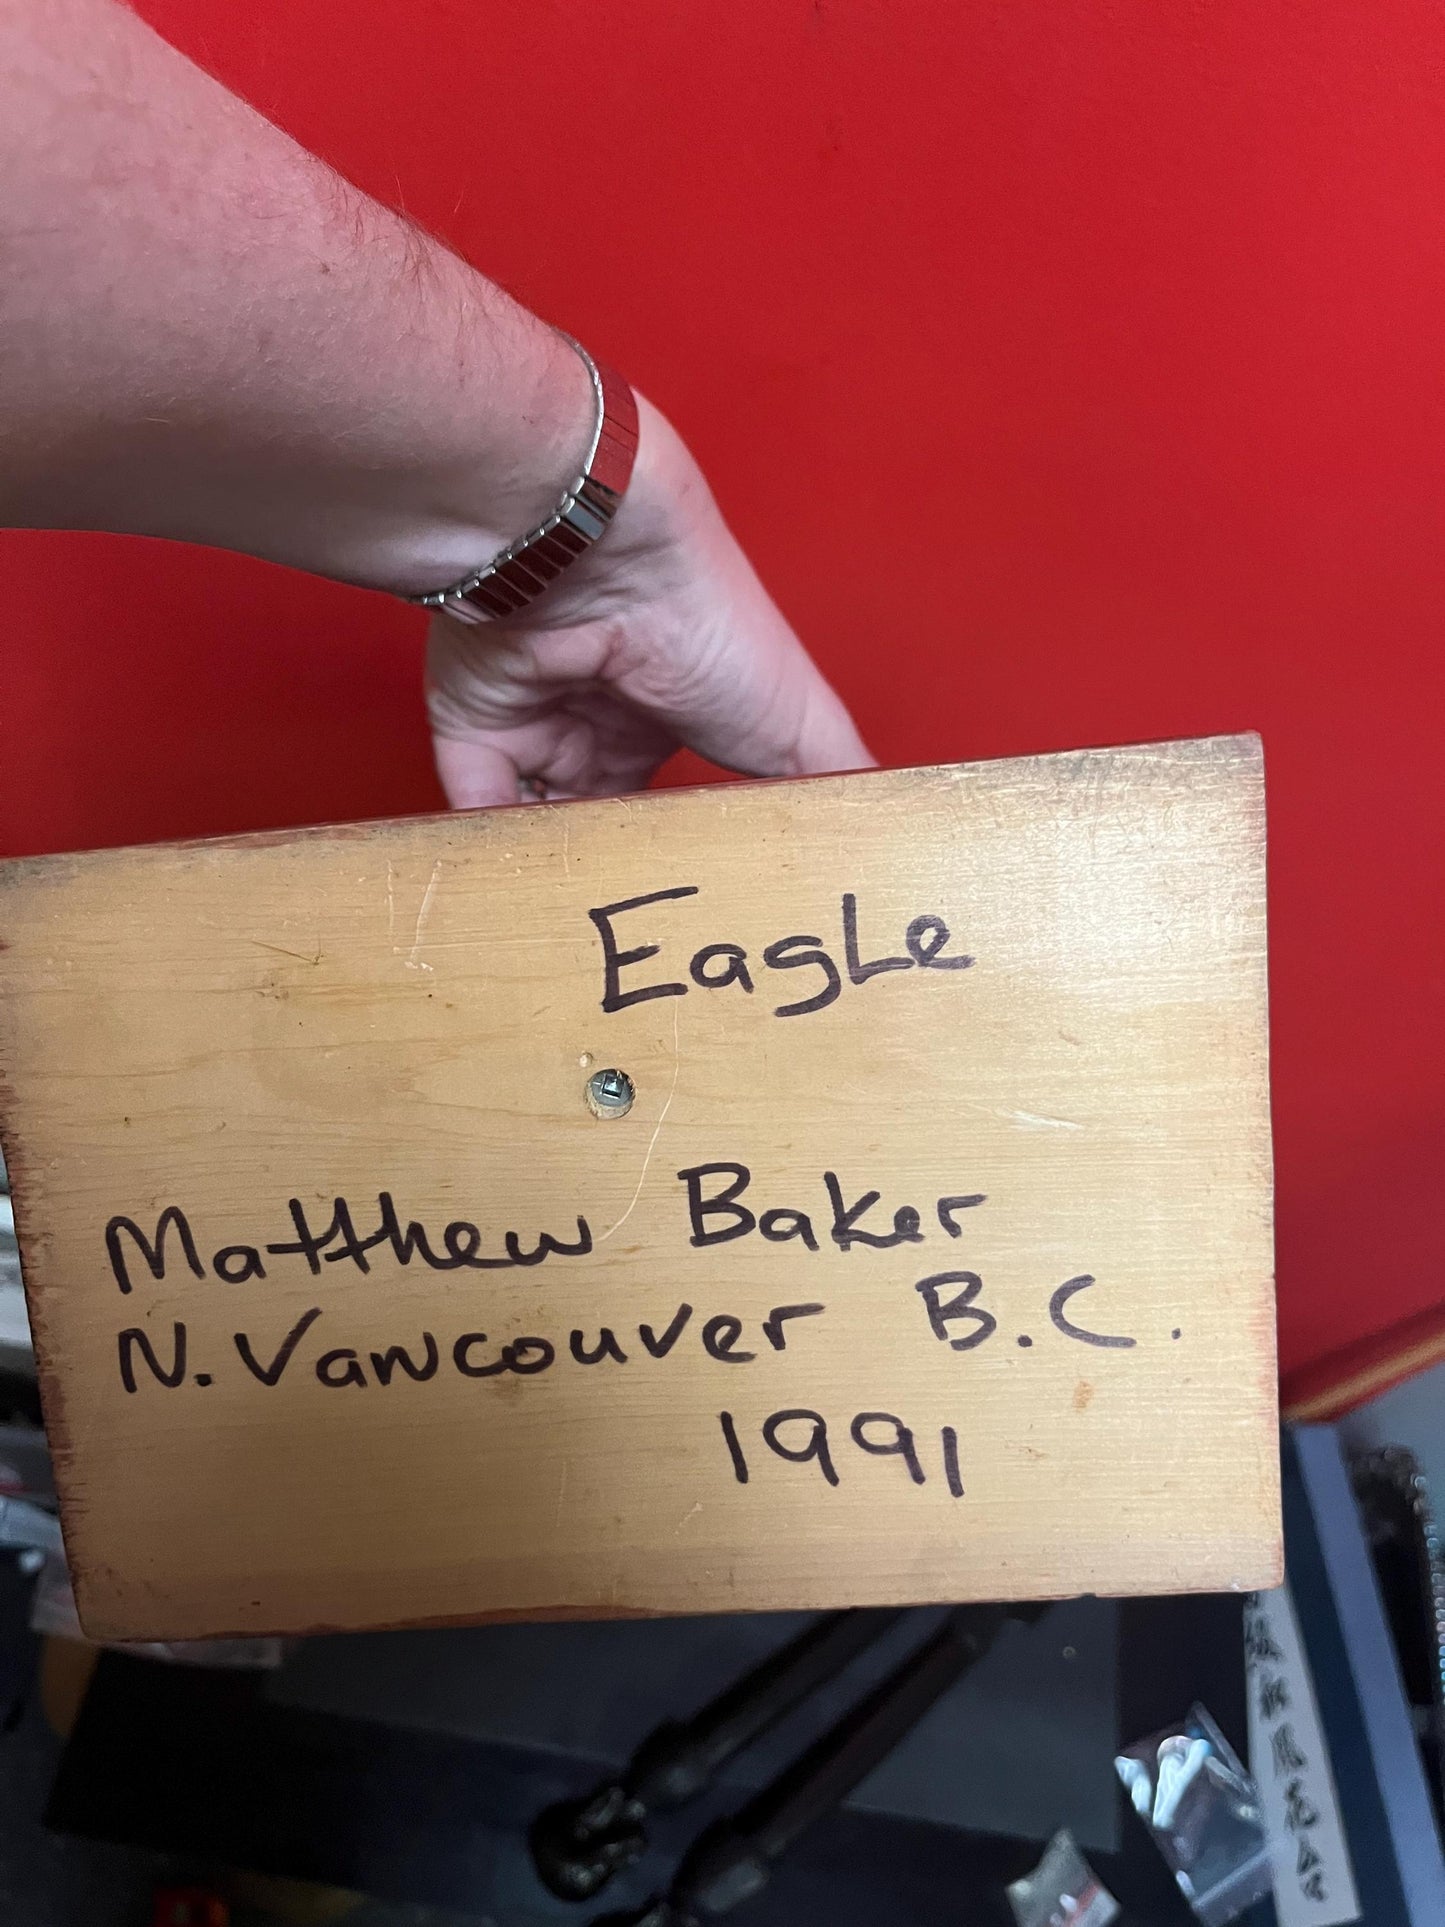 Eagle
Matthew Baker
N. Vancouver B.C.
1991